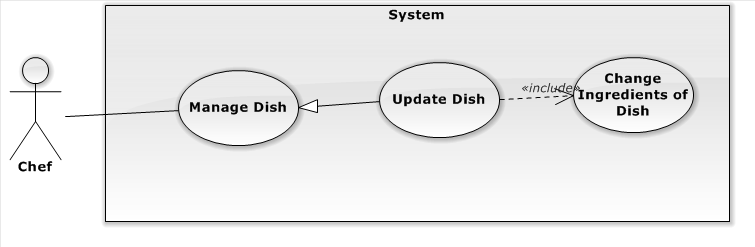 System
Manage Dish
Update Dish
«include»
Change
Ingredients of
Dish
Chef